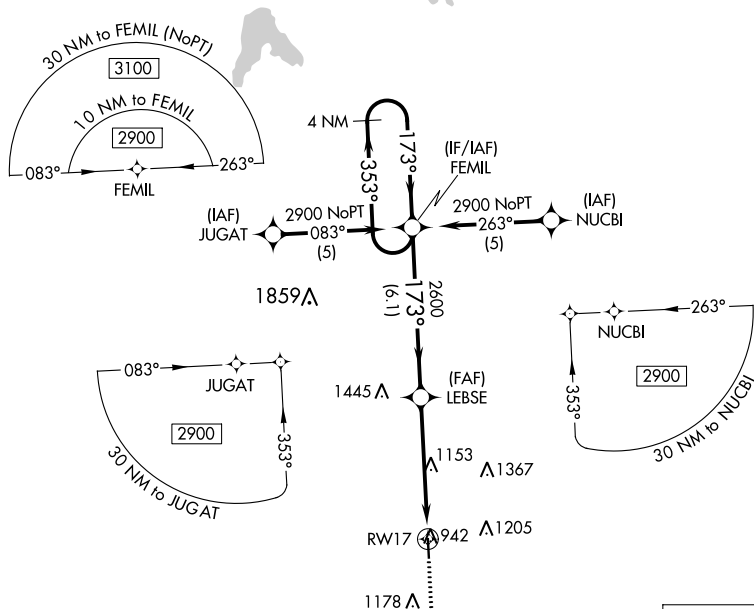 30 NM to FEMIL (NoPT)
3100
10 NM to FEMIL
2900
083°
263°
FEMIL
4 NM
173°
353°
(IF/IAF)
FEMIL
(IAF)
JUGAT
2900 NoPT
083°
(5)
2900 NoPT
263°
(5)
(IAF)
NUCBI
1859
2600
173°
(6.1)
083°
JUGAT
2900
353°
30 NM to JUGAT
1445
(FAF)
LEBSE
263°
NUCBI
2900
353°
30 NM to NUCBI
1153
1367
RW17
942
1205
1178